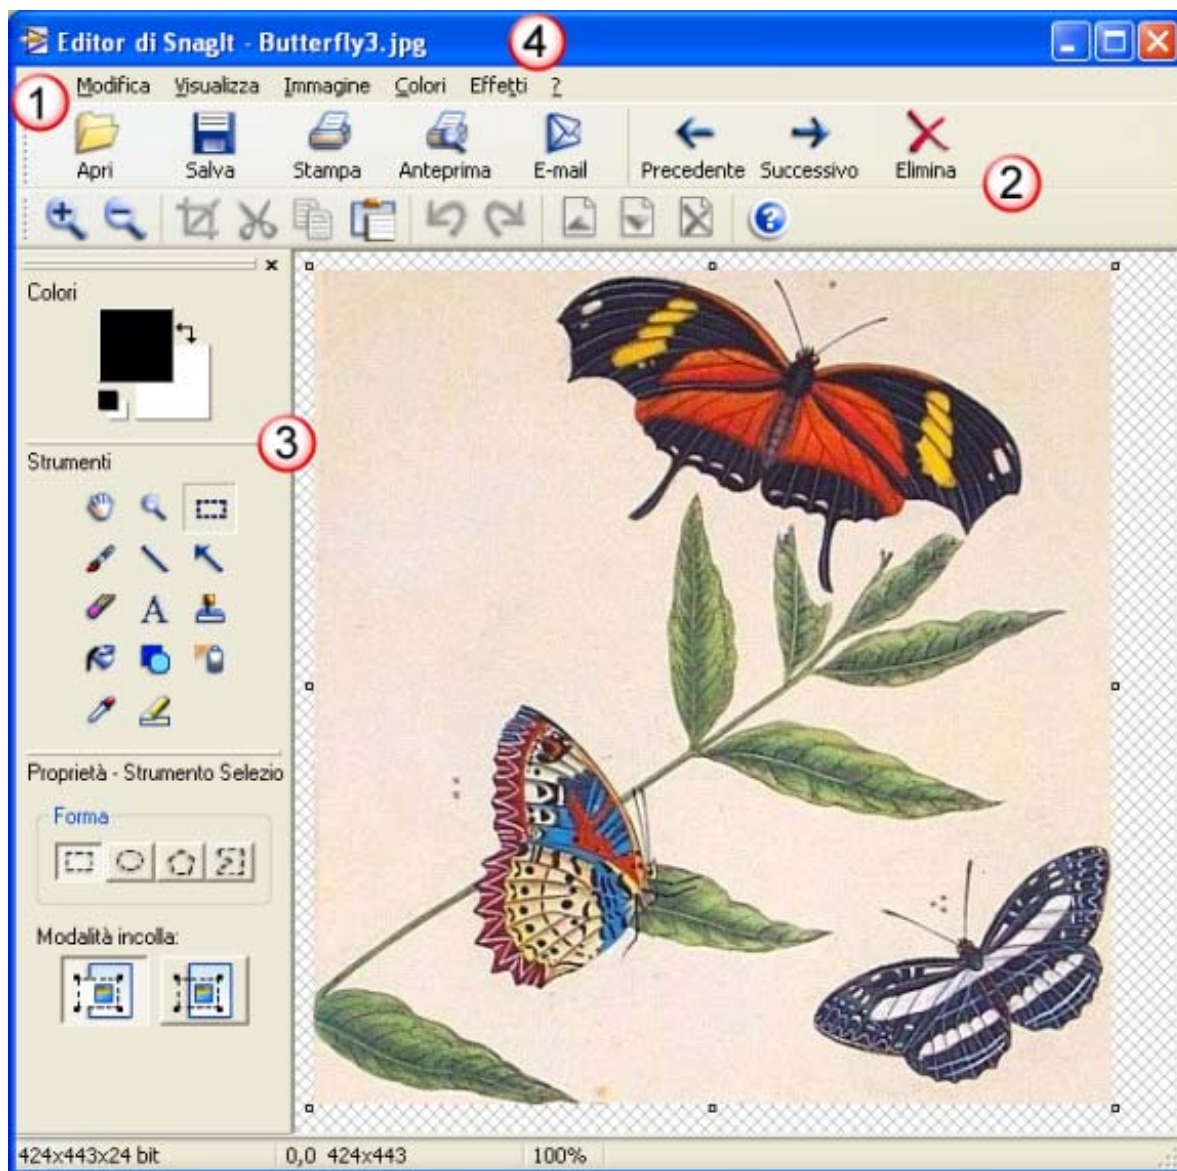 Editor di SnagIt - Butterfly3.jpg
4
1
Modifica Visualizza Immagine Colori Effetti ?
Apri Salva Stampa Anteprima E-mail Precedente Successivo Elimina
2
Colori
3
Strumenti
A
Proprietà - Strumento Selezio
Forma
Modalità incolla:
424x443x24 bit 0,0 424x443 100%